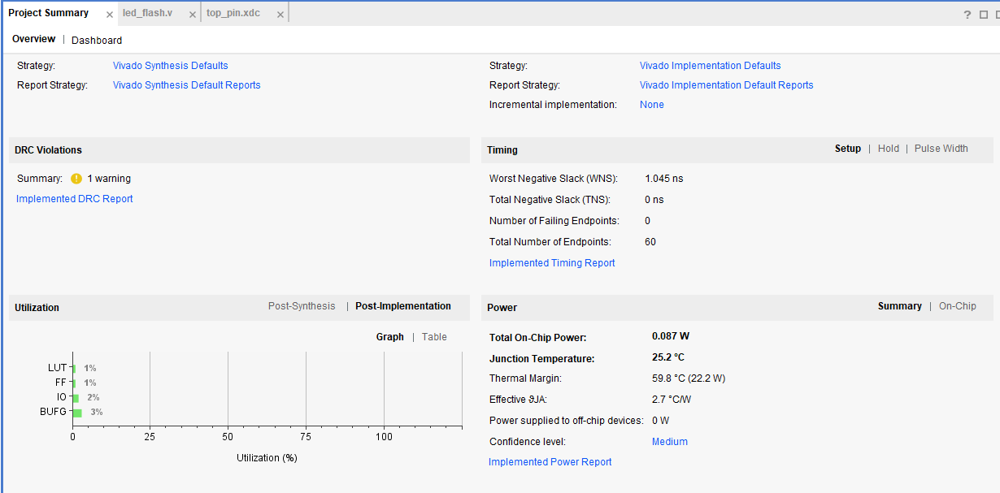 Project Summary × led_flash.v × top_pin.xdc × ?
Overview | Dashboard
Strategy: Vivado Synthesis Defaults
Report Strategy: Vivado Synthesis Default Reports
Strategy: Vivado Implementation Defaults
Report Strategy: Vivado Implementation Default Reports
Incremental implementation: None
DRC Violations
Summary: 1 warning
Implemented DRC Report
Timing Setup | Hold | Pulse Width
Worst Negative Slack (WNS): 1.045 ns
Total Negative Slack (TNS): 0 ns
Number of Failing Endpoints: 0
Total Number of Endpoints: 60
Implemented Timing Report
Utilization Post-Synthesis | Post-Implementation
Graph | Table
LUT 1%
FF 1%
IO 2%
BUFG 3%
0 25 50 75 100
Utilization (%)
Power Summary | On-Chip
Total On-Chip Power: 0.087 W
Junction Temperature: 25.2 °C
Thermal Margin: 59.8 °C (22.2 W)
Effective ϑJA: 2.7 °C/W
Power supplied to off-chip devices: 0 W
Confidence level: Medium
Implemented Power Report